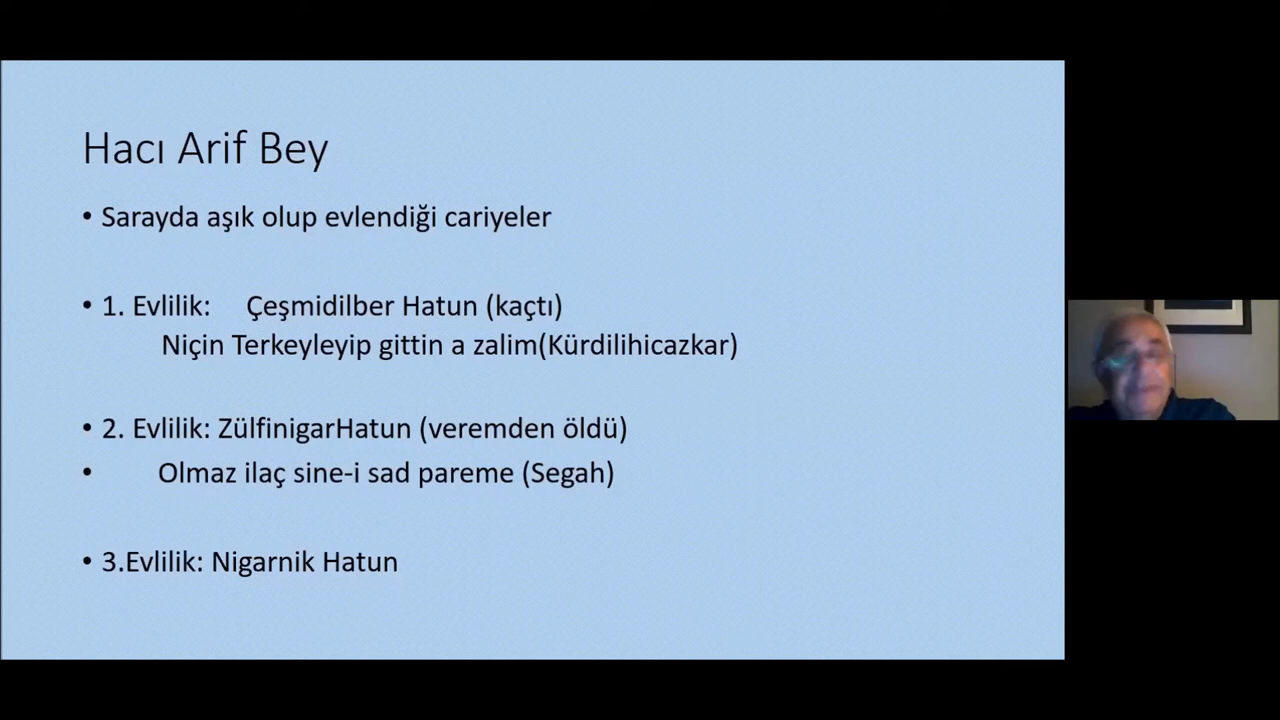 Hacı Arif Bey
• Sarayda aşık olup evlendiği cariyeler
• 1. Evlilik: Çeşmidilber Hatun (kaçtı)
Niçin Terkeyleyip gittin a zalim(Kürdilihicazkar)
• 2. Evlilik: ZülfinigarHatun (veremden öldü)
• Olmaz ilaç sine-i sad pareme (Segah)
• 3.Evlilik: Nigarnik Hatun